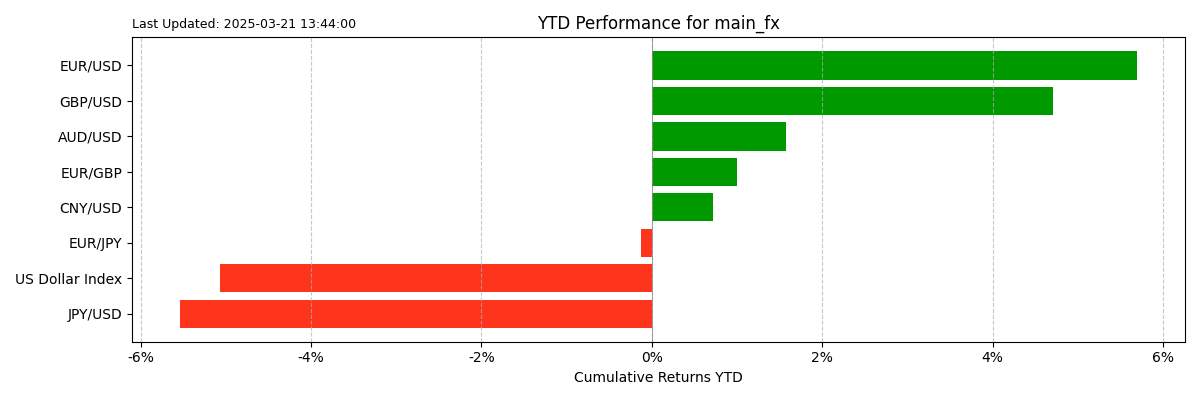 Last Updated: 2025-03-21 13:44:00
YTD Performance for main_fx
EUR/USD
GBP/USD
AUD/USD
EUR/GBP
CNY/USD
EUR/JPY
US Dollar Index
JPY/USD
-6% -4% -2% 0% 2% 4% 6%
Cumulative Returns YTD